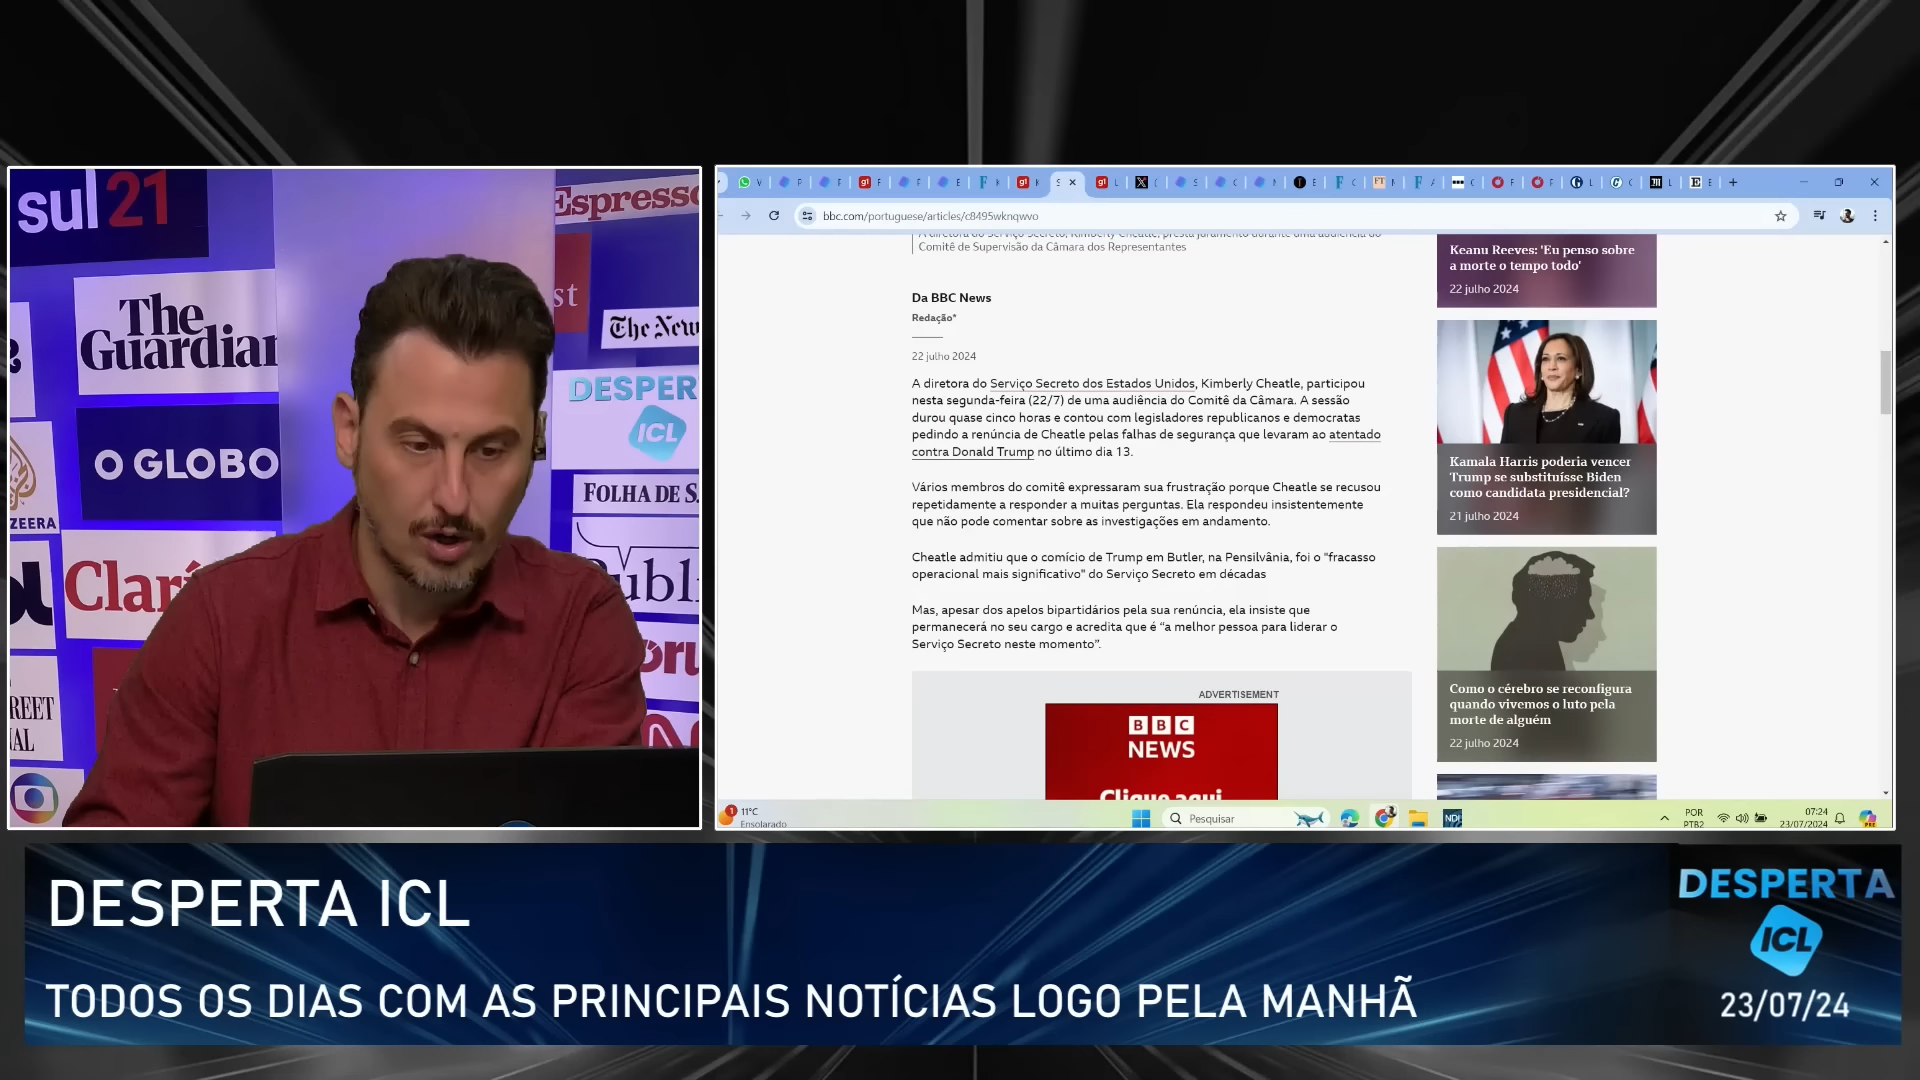 sul21
Espresso
The
Guardian
The New
DESPERT
ICL
O GLOBO
FOLHA DE S.
ZEERA
Clarí
Públi
REET
bbc.com/portuguese/articles/c8495wknqwvo
Comitê de Supervisão da Câmara dos Representantes
Da BBC News
Redação*
22 julho 2024
A diretora do Serviço Secreto dos Estados Unidos, Kimberly Cheatle, participou
nesta segunda-feira (22/7) de uma audiência do Comitê da Câmara. A sessão
durou quase cinco horas e contou com legisladores republicanos e democratas
pedindo a renúncia de Cheatle pelas falhas de segurança que levaram ao atentado
contra Donald Trump no último dia 13.
Vários membros do comitê expressaram sua frustração porque Cheatle se recusou
repetidamente a responder a muitas perguntas. Ela respondeu insistentemente
que não pode comentar sobre as investigações em andamento.
Cheatle admitiu que o comício de Trump em Butler, na Pensilvânia, foi o "fracasso
operacional mais significativo" do Serviço Secreto em décadas
Mas, apesar dos apelos bipartidários pela sua renúncia, ela insiste que
permanecerá no seu cargo e acredita que é “a melhor pessoa para liderar o
Serviço Secreto neste momento”.
ADVERTISEMENT
BBC
NEWS
Clique aqui
Keanu Reeves: 'Eu penso sobre
a morte o tempo todo'
22 julho 2024
Kamala Harris poderia vencer
Trump se substituísse Biden
como candidata presidencial?
21 julho 2024
Como o cérebro se reconfigura
quando vivemos o luto pela
morte de alguém
22 julho 2024
11°C
Ensolarado
Pesquisar
POR
PTB2
07:24
23/07/2024
DESPERTA ICL
TODOS OS DIAS COM AS PRINCIPAIS NOTÍCIAS LOGO PELA MANHÃ
DESPERTA
ICL
23/07/24